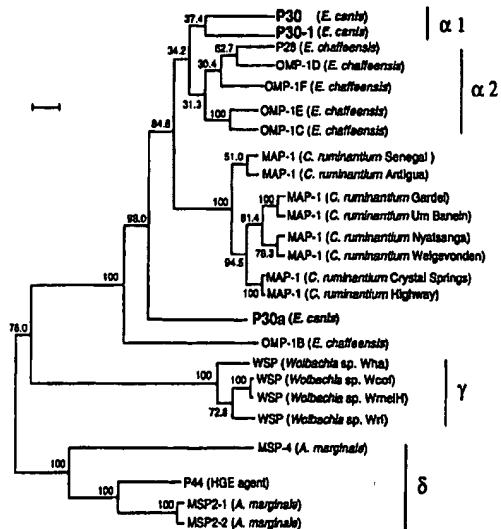 37.4
P30 (E. canis)
P30-1 (E. canis)
α 1
34.2
62.7
P28 (E. chaffeensis)
30.4
OMP-1D (E. chaffeensis)
OMP-1F (E. chaffeensis)
α 2
31.3
OMP-1E (E. chaffeensis)
100
OMP-1C (E. chaffeensis)
84.8
51.0
MAP-1 (C. ruminantium Senegal )
MAP-1 (C. ruminantium Antigua)
100
100
MAP-1 (C. ruminantium Gardel)
81.4
MAP-1 (C. ruminantium Um Banein)
MAP-1 (C. ruminantium Nyatsanga)
78.3
MAP-1 (C. ruminantium Welgevonden)
94.5
MAP-1 (C. ruminantium Crystal Springs)
100
MAP-1 (C. ruminantium Highway)
98.0
P30a (E. canis)
100
OMP-1B (E. chaffensis)
78.0
WSP (Wolbachia sp. Wha)
100
100
WSP (Wolbachia sp. Wcof)
WSP (Wolbachia sp. WmelH)
γ
72.8
WSP (Wolbachia sp. Wri)
MSP-4 (A. marginale)
100
P44 (HGE agent)
δ
100
MSP2-1 (A. marginale)
100
MSP2-2 (A. marginale)